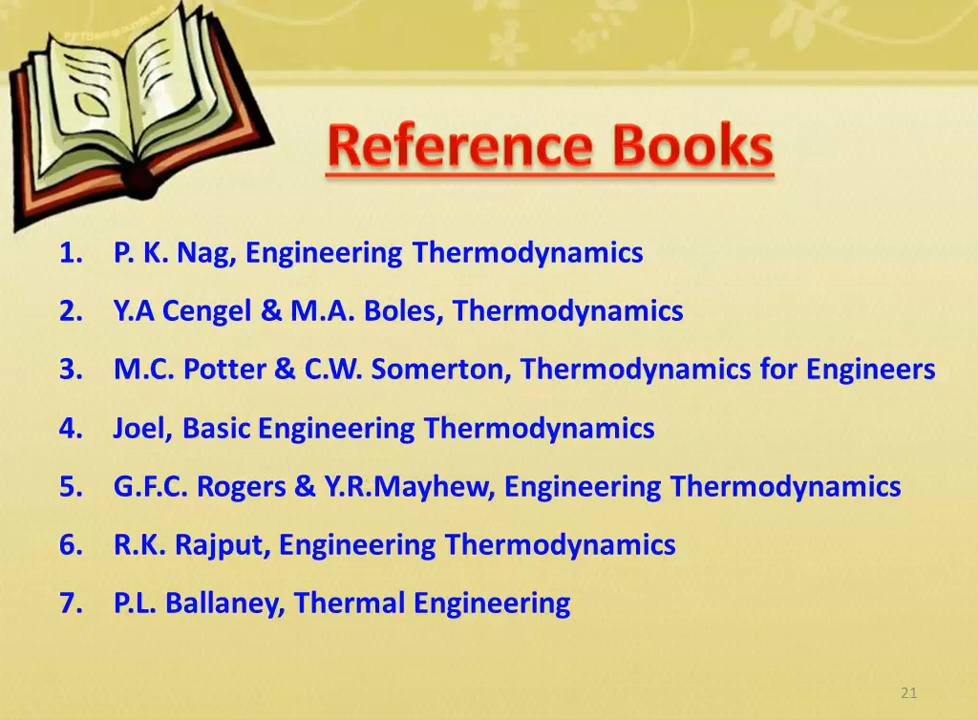 Reference Books
1. P. K. Nag, Engineering Thermodynamics
2. Y.A Cengel & M.A. Boles, Thermodynamics
3. M.C. Potter & C.W. Somerton, Thermodynamics for Engineers
4. Joel, Basic Engineering Thermodynamics
5. G.F.C. Rogers & Y.R.Mayhew, Engineering Thermodynamics
6. R.K. Rajput, Engineering Thermodynamics
7. P.L. Ballaney, Thermal Engineering
21